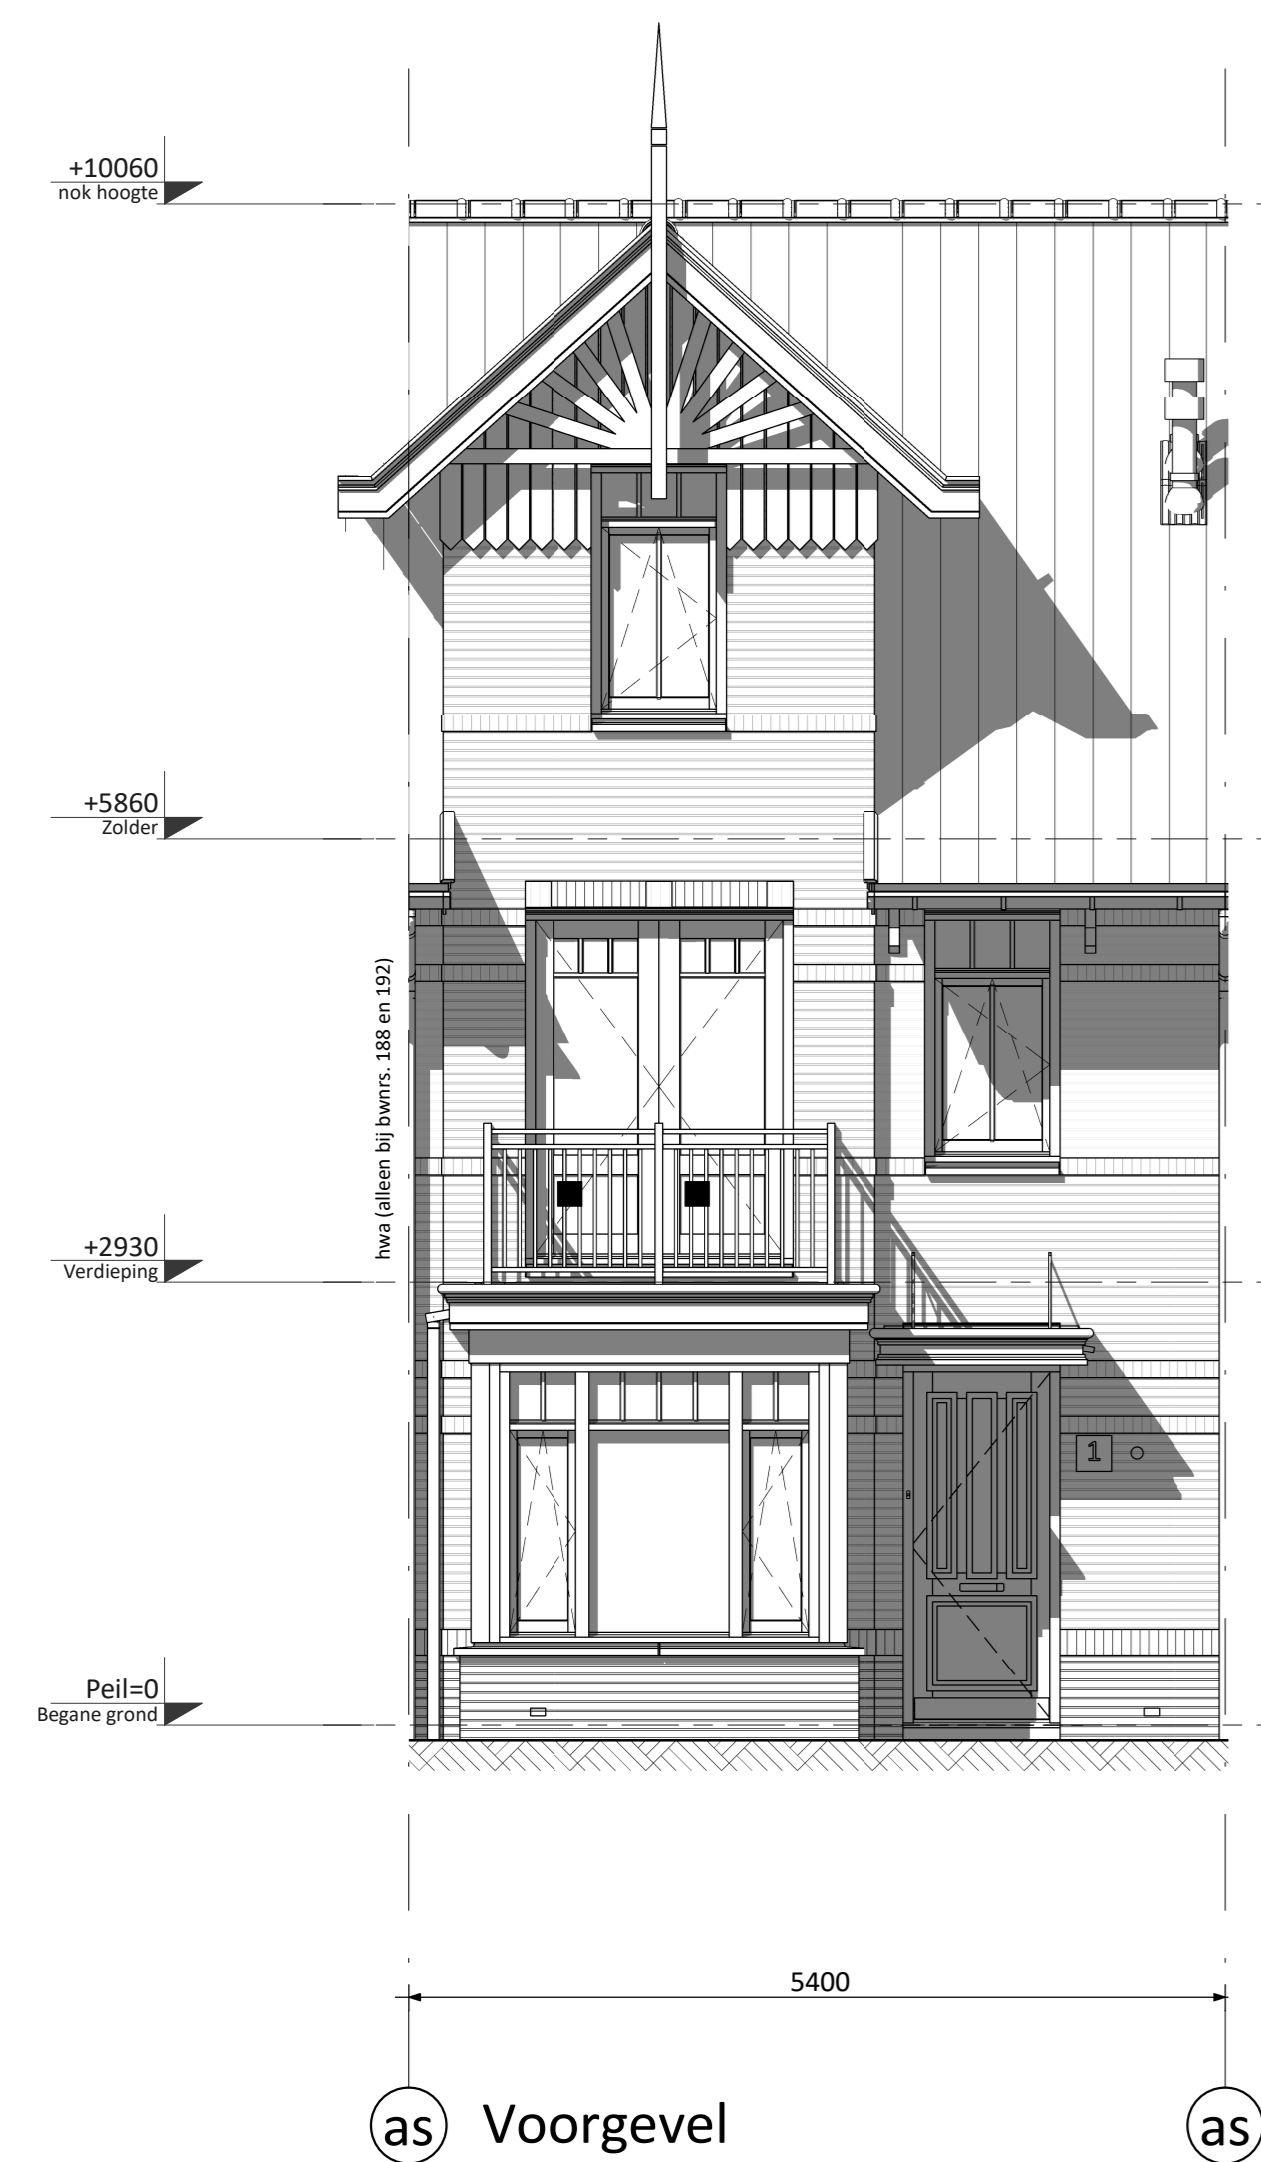 +10060
nok hoogte
+5860
Zolder
hwa (alleen bij bwnrs. 188 en 192)
+2930
Verdieping
1
Peil=0
Begane grond
5400
as
Voorgevel
as